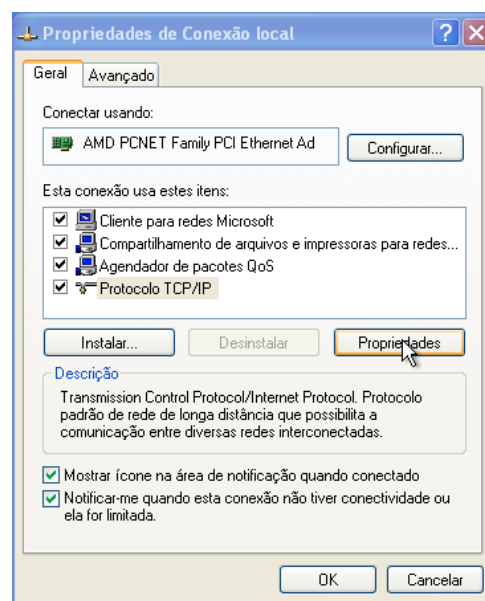 Propriedades de Conexão local
Geral
Avançado
Conectar usando:
AMD PCNET Family PCI Ethernet Ad
Configurar...
Esta conexão usa estes itens:
Cliente para redes Microsoft
Compartilhamento de arquivos e impressoras para redes...
Agendador de pacotes QoS
Protocolo TCP/IP
Instalar...
Desinstalar
Propriedades
Descrição
Transmission Control Protocol/Internet Protocol. Protocolo
padrão de rede de longa distância que possibilita a
comunicação entre diversas redes interconectadas.
Mostrar ícone na área de notificação quando conectado
Notificar-me quando esta conexão não tiver conectividade ou
ela for limitada.
OK
Cancelar